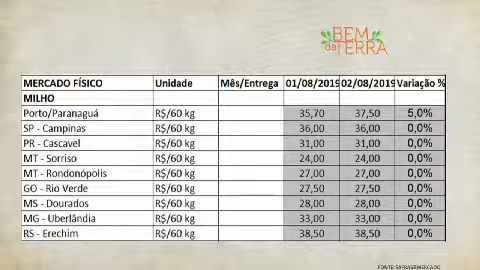 BEM
da TERRA
MERCADO FÍSICO Unidade Mês/Entrega 01/08/2019 02/08/2019 Variação %
MILHO
Porto/Paranaguá R$/60 kg 35,70 37,50 5,0%
SP - Campinas R$/60 kg 36,00 36,00 0,0%
PR - Cascavel R$/60 kg 31,00 31,00 0,0%
MT - Sorriso R$/60 kg 24,00 24,00 0,0%
MT - Rondonópolis R$/60 kg 27,00 27,00 0,0%
GO - Rio Verde R$/60 kg 27,50 27,50 0,0%
MS - Dourados R$/60 kg 28,00 28,00 0,0%
MG - Uberlândia R$/60 kg 33,00 33,00 0,0%
RS - Erechim R$/60 kg 38,50 38,50 0,0%
FONTE: SAFRAS&MERCADO